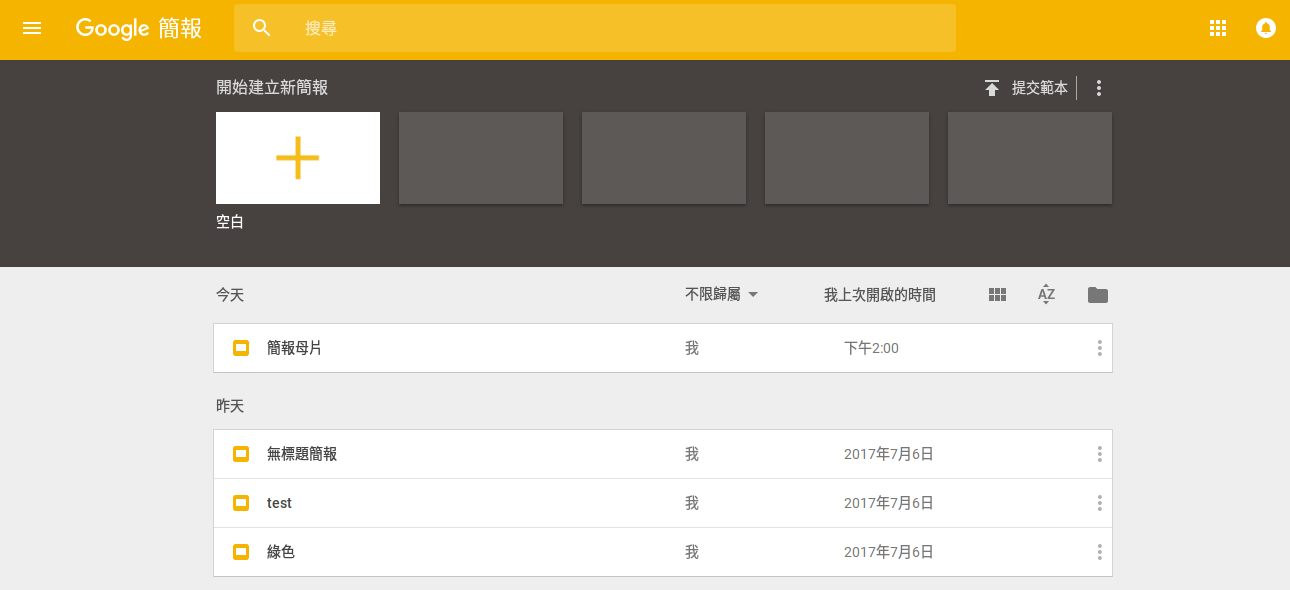 Google 簡報
搜尋
開始建立新簡報
提交範本
空白
今天 不限歸屬 我上次開啟的時間 AZ
簡報母片 我 下午2:00
昨天
無標題簡報 我 2017年7月6日
test 我 2017年7月6日
綠色 我 2017年7月6日